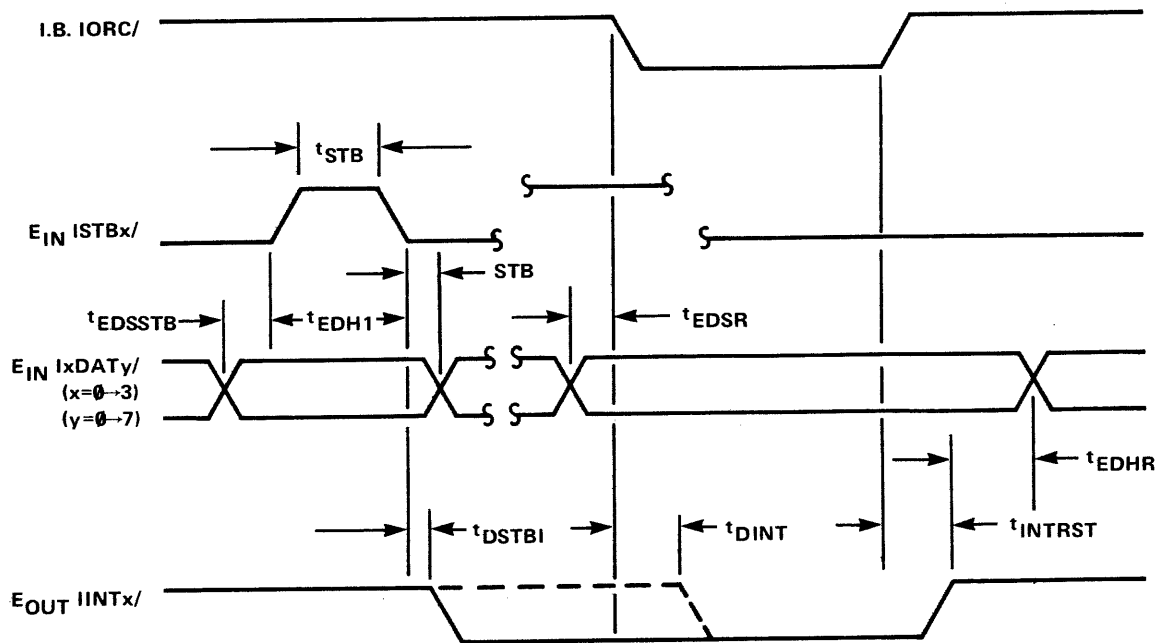 I.B. IORC/
tSTB
EIN ISTBx/
STB
tEDSSTB
tEDH1
tEDSR
EIN IxDATy/
(x=0→3)
(y=0→7)
tEDHR
tDSTBI
tDINT
tINTRST
EOUT IINTx/